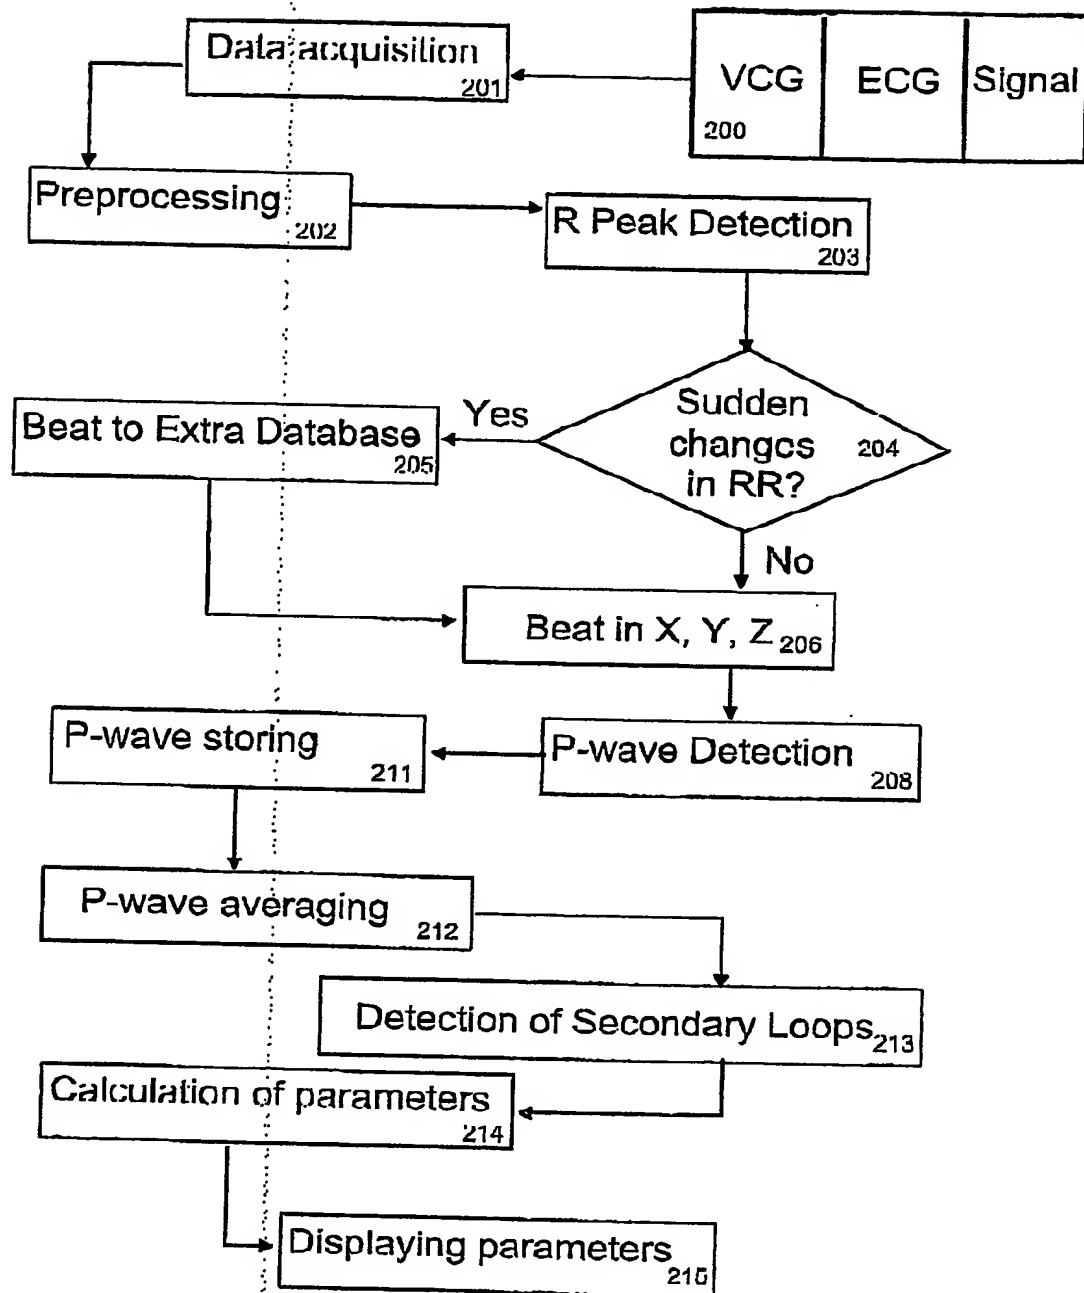 Data acquisition
201
VCG
ECG
Signal
200
Preprocessing
202
R Peak Detection
203
Sudden
changes
in RR?
204
Yes
Beat to Extra Database
205
No
Beat in X, Y, Z
206
P-wave Detection
208
P-wave storing
211
P-wave averaging
212
Detection of Secondary Loops
213
Calculation of parameters
214
Displaying parameters
215